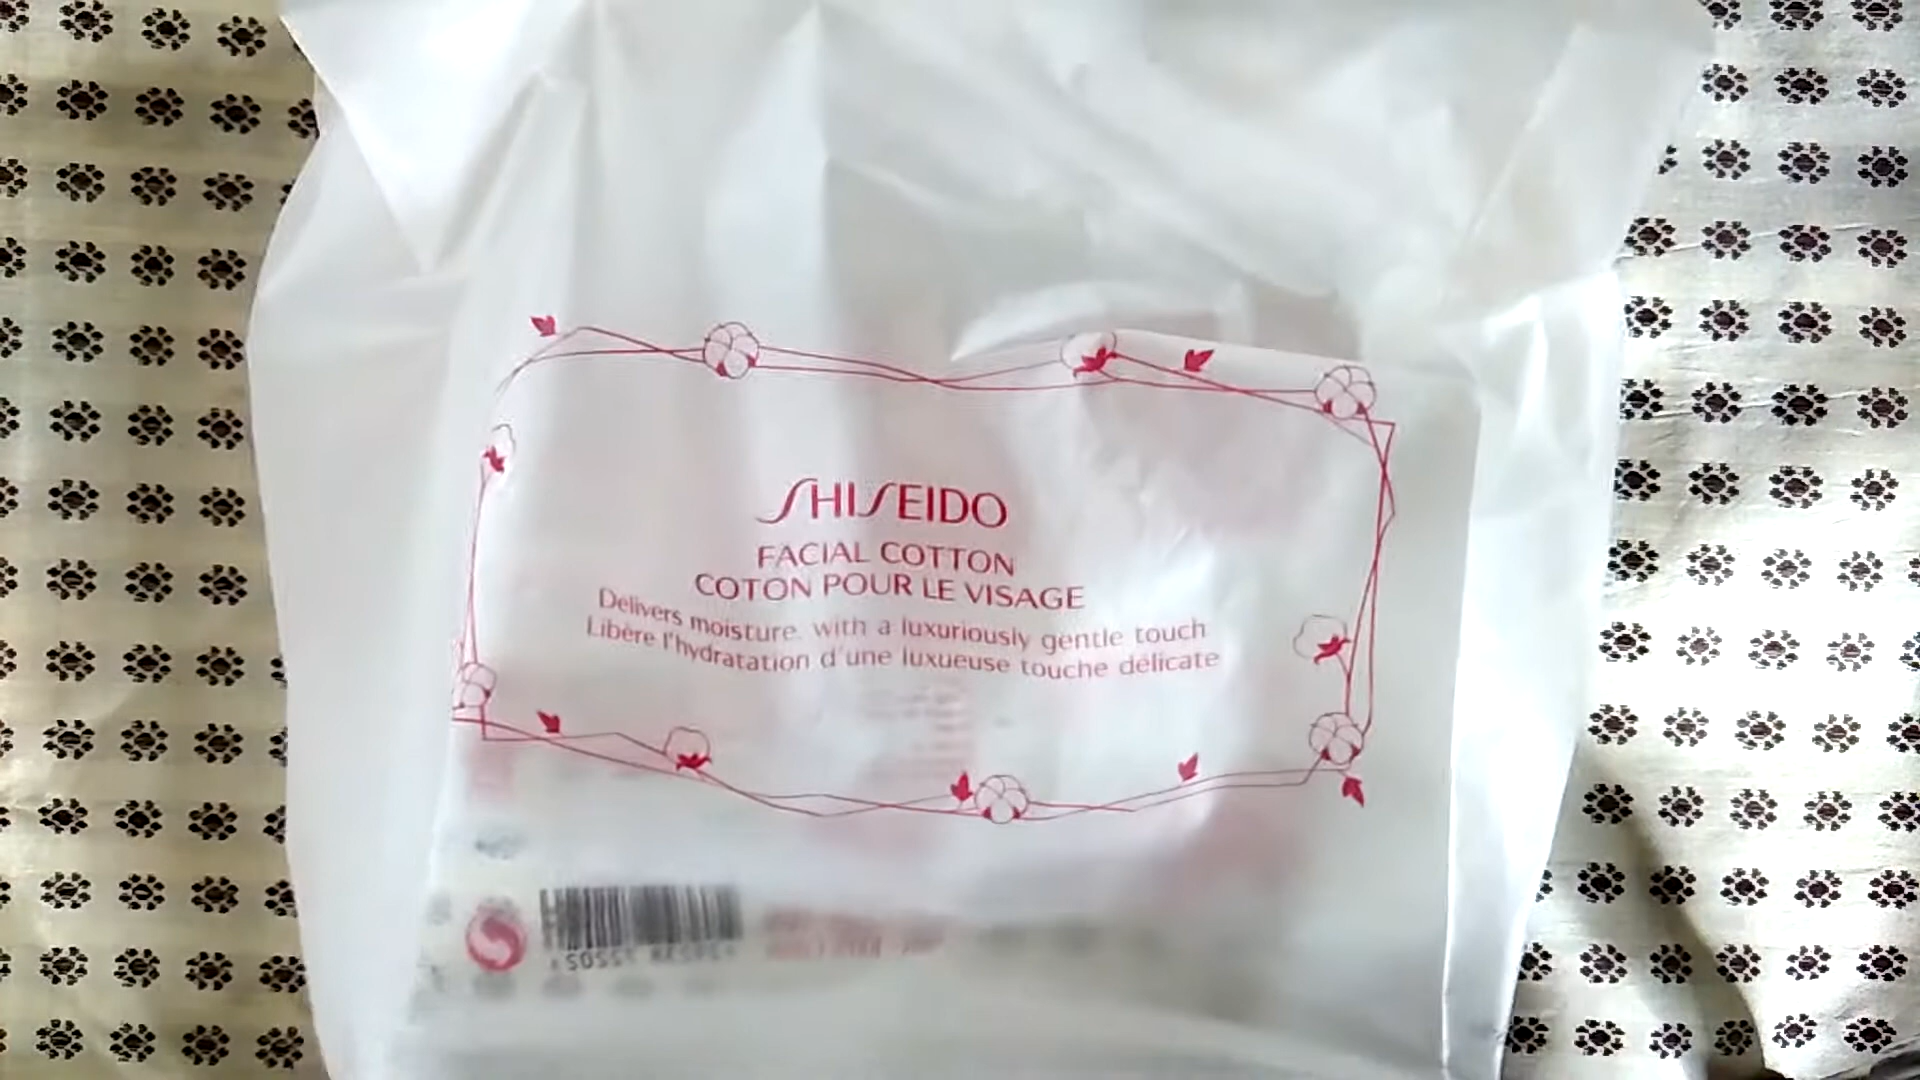 SHISEIDO
FACIAL COTTON
COTON POUR LE VISAGE
Delivers moisture, with a luxuriously gentle touch
Libère l'hydratation d'une luxueuse touche délicate